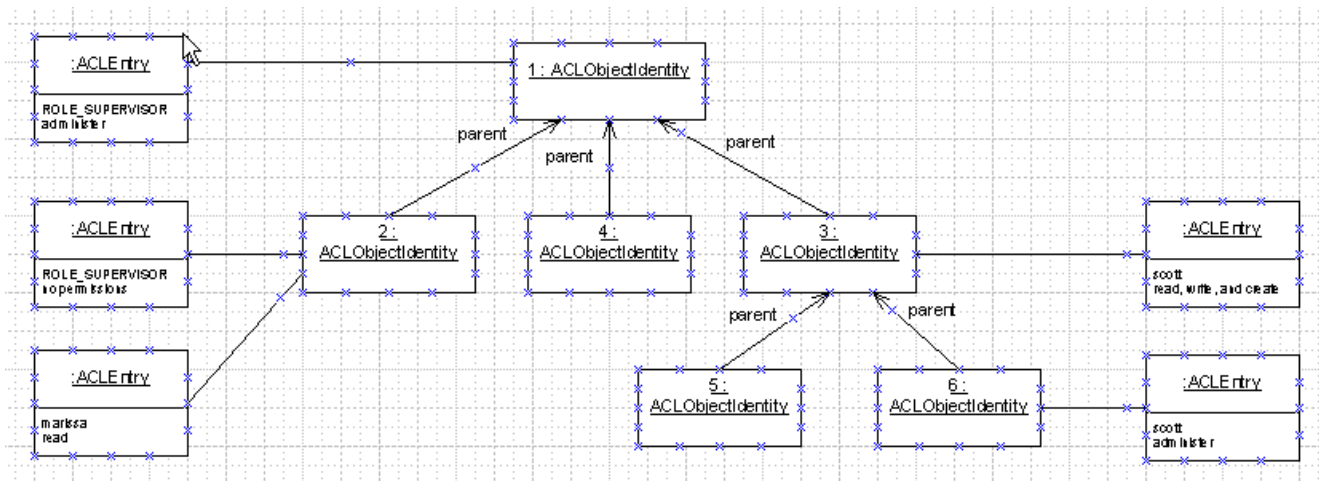 :ACLEntry
ROLE_SUPERVISOR
administer
1: ACLObjectIdentity
parent
parent
parent
:ACLEntry
ROLE_SUPERVISOR
no permissions
2:
ACLObjectIdentity
4:
ACLObjectIdentity
3:
ACLObjectIdentity
:ACLEntry
scott
read, write, and create
parent
parent
:ACLEntry
marissa
read
5:
ACLObjectIdentity
6:
ACLObjectIdentity
:ACLEntry
scott
administer